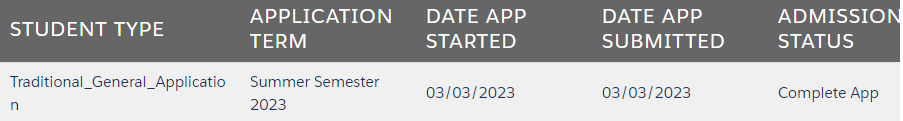 STUDENT TYPE
APPLICATION
TERM
DATE APP
STARTED
DATE APP
SUBMITTED
ADMISSION
STATUS
Traditional_General_Applicatio
n
Summer Semester
2023
03/03/2023
03/03/2023
Complete App